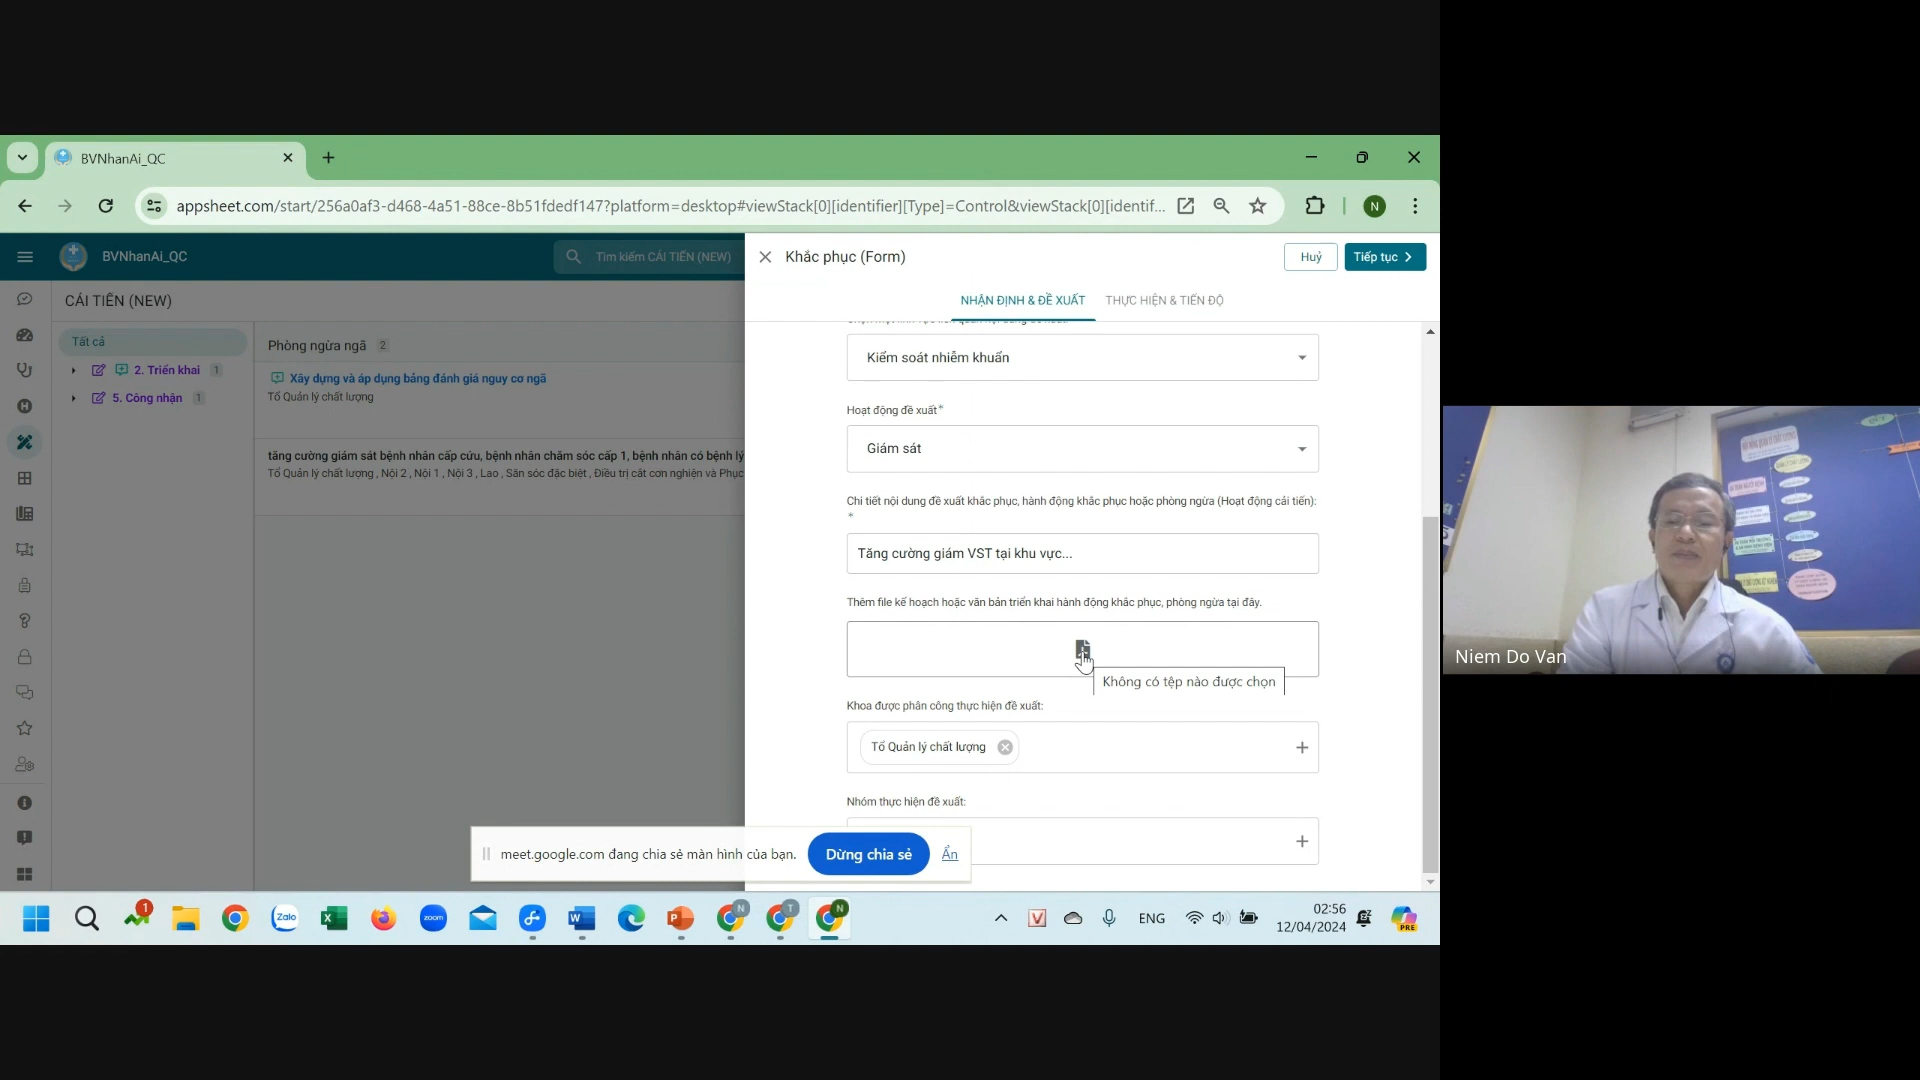 BVNhanAi_QC
appsheet.com/start/256a0af3-d468-4a51-88ce-8b51fdedf147?platform=desktop#viewStack[0][identifier][Type]=Control&viewStack[0][identif...
N
BVNhanAi_QC
Tìm kiếm CẢI TIẾN (NEW)
Khắc phục (Form)
Huỷ
Tiếp tục
CẢI TIẾN (NEW)
NHẬN ĐỊNH & ĐỀ XUẤT
THỰC HIỆN & TIẾN ĐỘ
Tất cả
2. Triển khai 1
5. Công nhận 1
Phòng ngừa ngã 2
Xây dựng và áp dụng bảng đánh giá nguy cơ ngã
Tổ Quản lý chất lượng
tăng cường giám sát bệnh nhân cấp cứu, bệnh nhân chăm sóc cấp 1, bệnh nhân có bệnh lý
Tổ Quản lý chất lượng , Nội 2 , Nội 1 , Nội 3 , Lao , Săn sóc đặc biệt , Điều trị cắt cơn nghiện và Phục
Kiểm soát nhiễm khuẩn
Hoạt động đề xuất*
Giám sát
Chi tiết nội dung đề xuất khắc phục, hành động khắc phục hoặc phòng ngừa (Hoạt động cải tiến):
*
Tăng cường giám VST tại khu vực...
Thêm file kế hoạch hoặc văn bản triển khai hành động khắc phục, phòng ngừa tại đây.
Không có tệp nào được chọn
Khoa được phân công thực hiện đề xuất:
Tổ Quản lý chất lượng
Nhóm thực hiện đề xuất:
meet.google.com đang chia sẻ màn hình của bạn.
Dừng chia sẻ
Ẩn
1
Zalo
zoom
N
T
N
ENG
02:56
12/04/2024
PRE
Niem Do Van